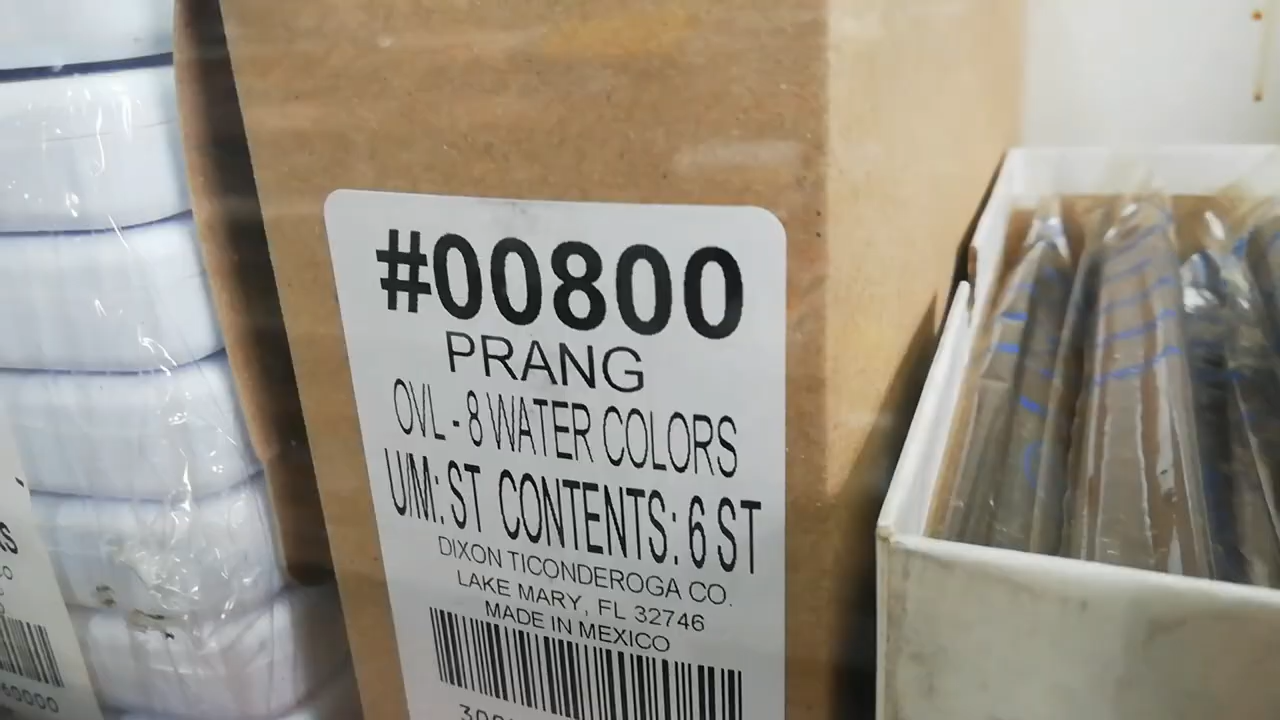 #00800
PRANG
OVL - 8 WATER COLORS
U/M: ST CONTENTS: 6 ST
DIXON TICONDEROGA CO.
LAKE MARY, FL 32746
MADE IN MEXICO